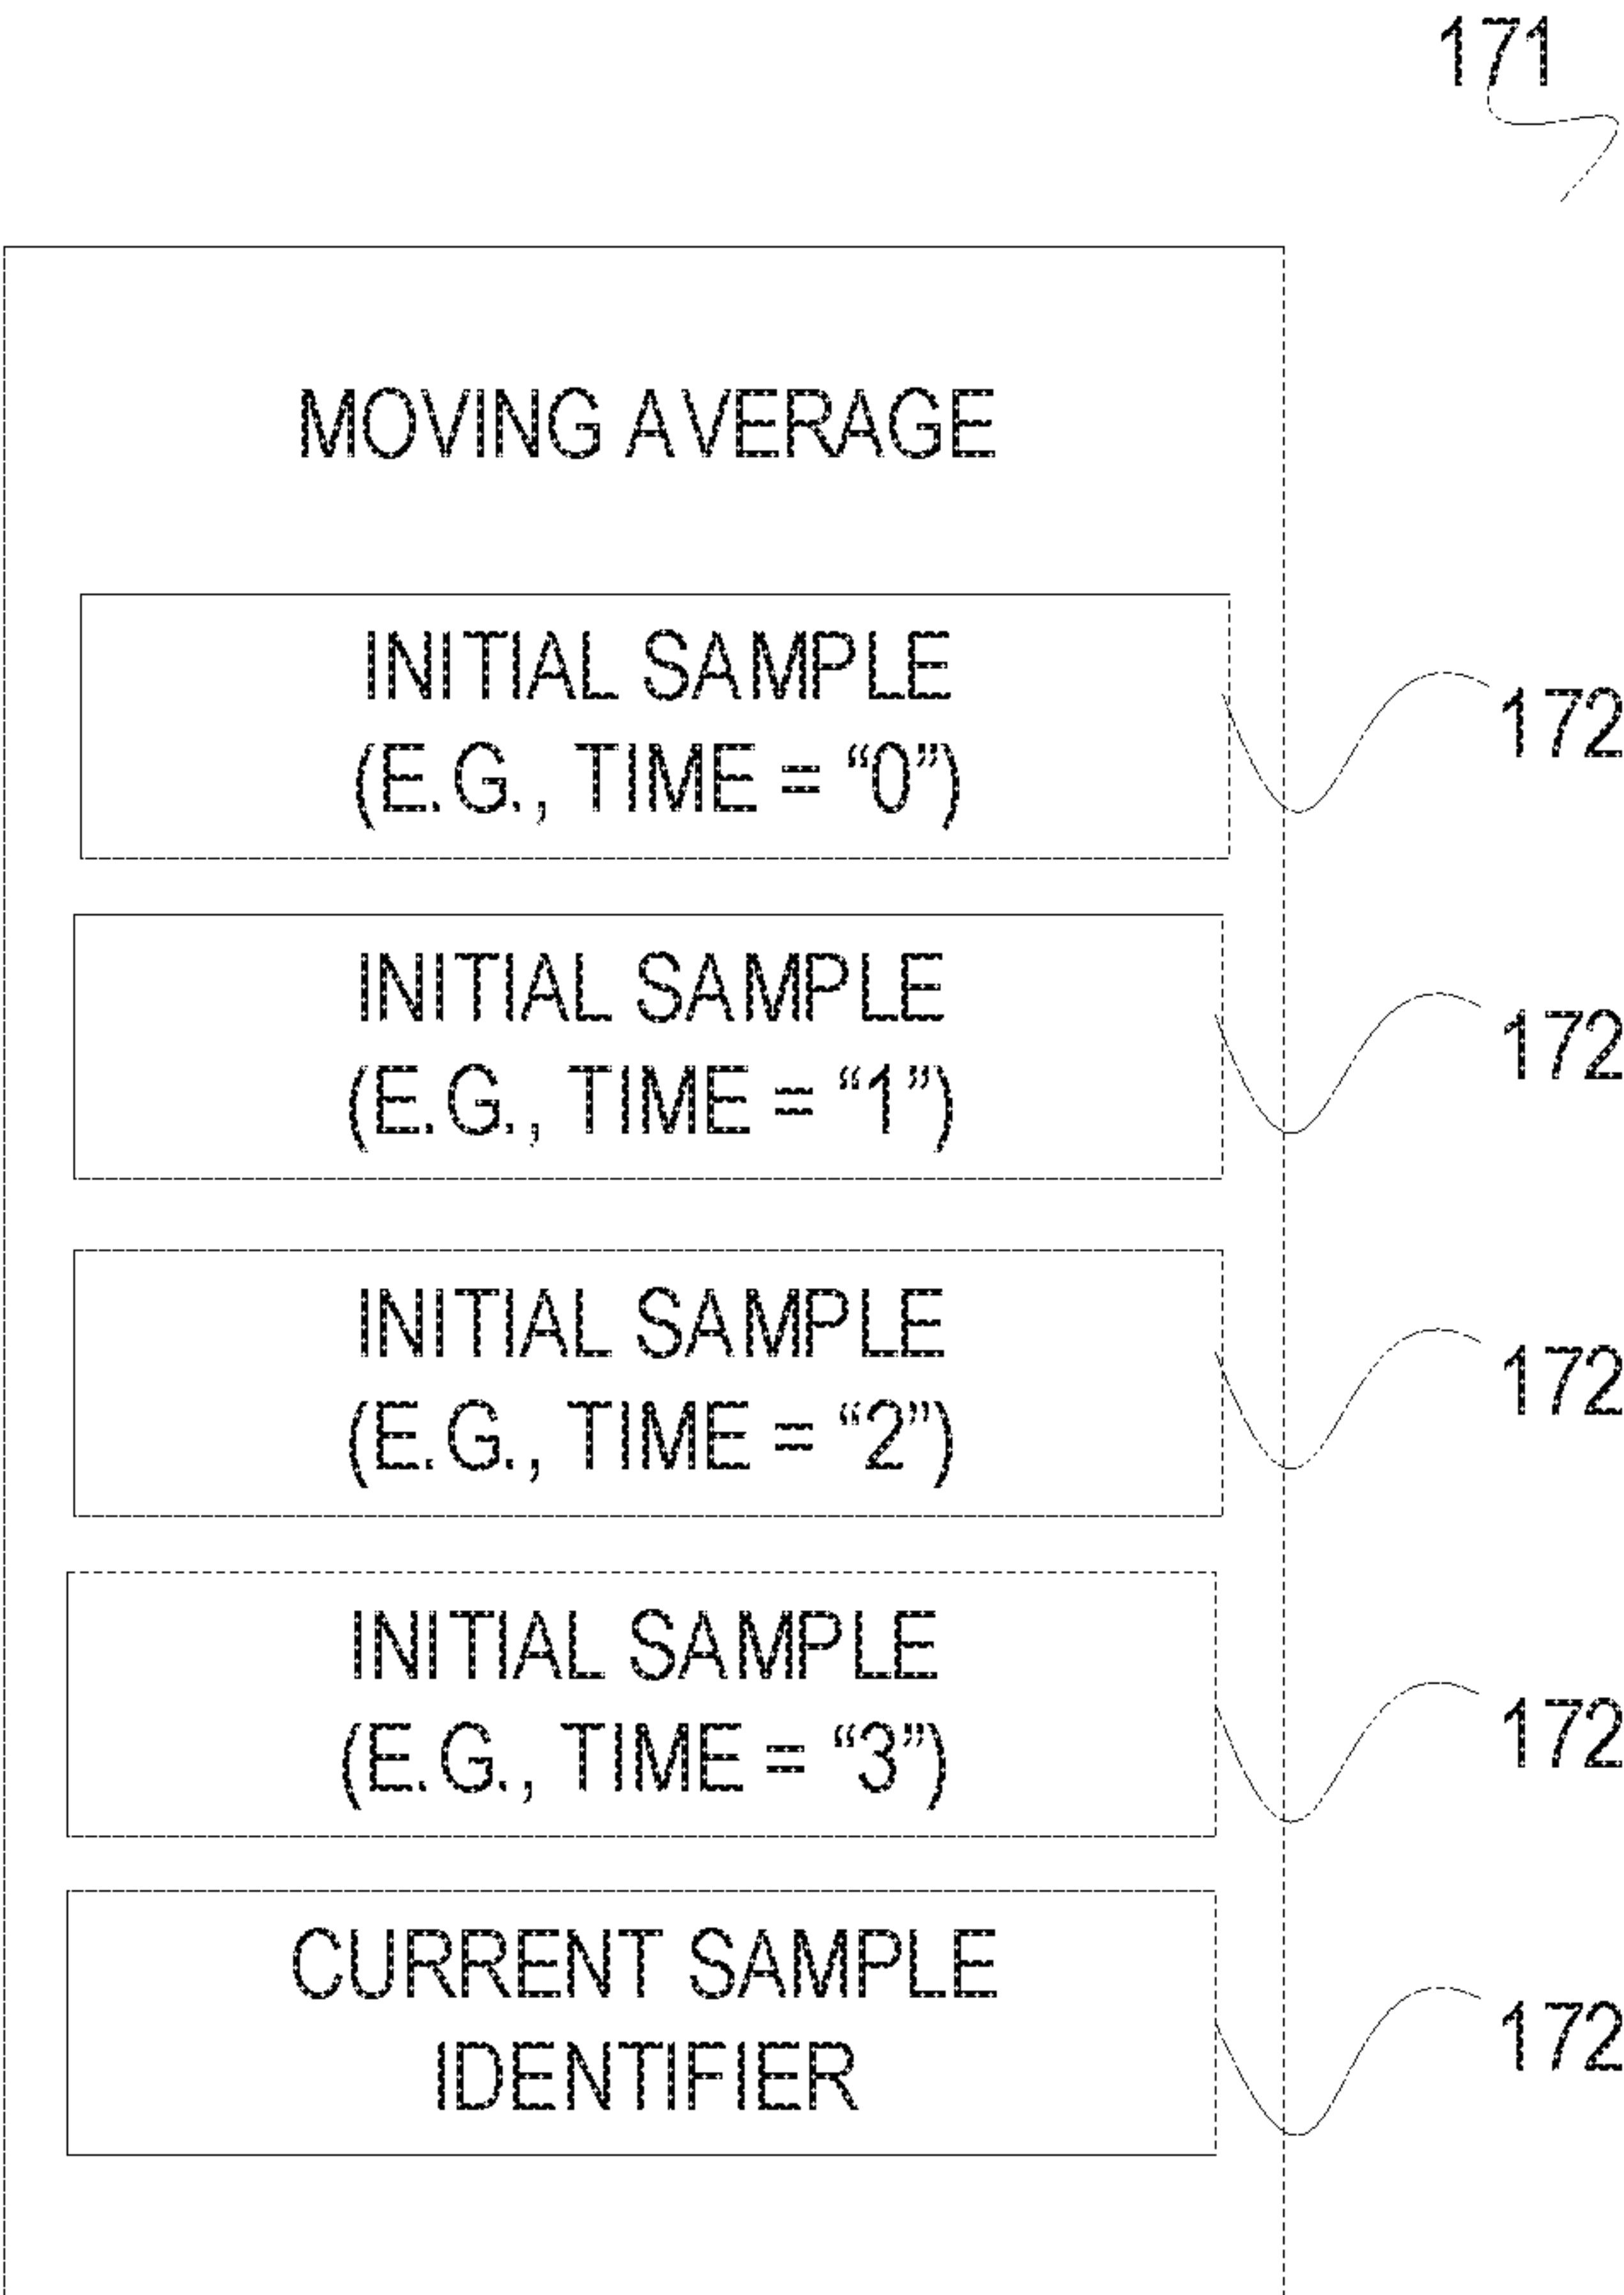 171
MOVING AVERAGE
INITIAL SAMPLE
(E.G., TIME = “0”)
172
INITIAL SAMPLE
(E.G., TIME = “1”)
172
INITIAL SAMPLE
(E.G., TIME = “2”)
172
INITIAL SAMPLE
(E.G., TIME = “3”)
172
CURRENT SAMPLE
IDENTIFIER
172